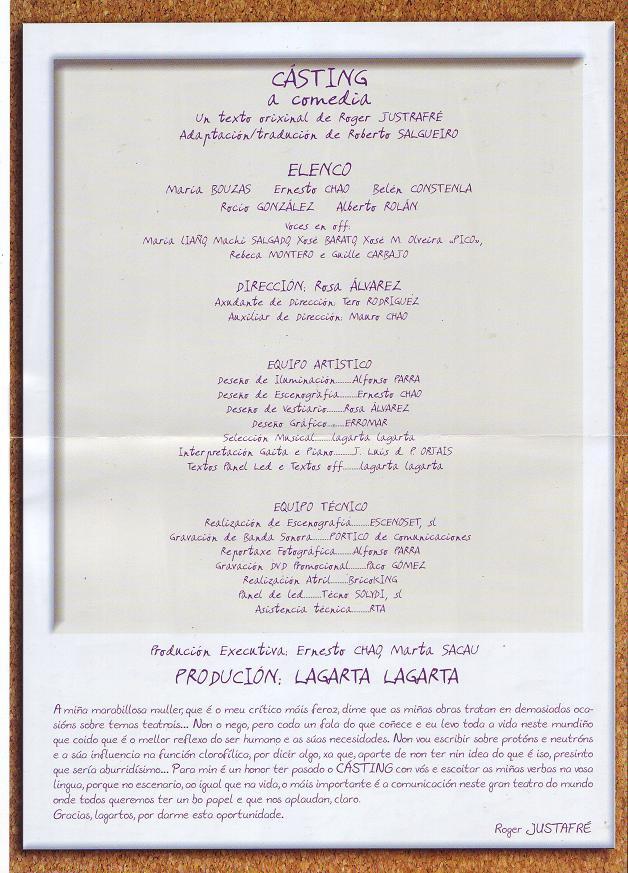 CÁSTING
a comedia
Un texto orixinal de Roger JUSTRAFRÉ
Adaptación/tradución de Roberto SALGUEIRO
ELENCO
María BOUZAS Ernesto CHAO Belén CONSTENLA
Rocío GONZÁLEZ Alberto ROLÁN
Voces en off:
María LIAÑO, Machi SALGADO, Xosé BARATO, Xosé M. Olveira "PICO",
Rebeca MONTERO e Guille CARBAJO
DIRECCIÓN: Rosa ÁLVAREZ
Axudante de Dirección: Tero RODRÍGUEZ
Auxiliar de Dirección: Mauro CHAO
EQUIPO ARTÍSTICO
Deseño de Iluminación........Alfonso PARRA
Deseño de Escenografía........Ernesto CHAO
Deseño de Vestiario........Rosa ÁLVAREZ
Deseño Gráfico........ERROMAR
Selección Musical........lagarta lagarta
Interpretación Gaita e Piano........J. Luis d. P. ORJAIS
Textos Panel Led e Textos off........lagarta lagarta
EQUIPO TÉCNICO
Realización de Escenografía........ESCENOSET, sl
Gravación de Banda Sonora........PÓRTICO de Comunicaciones
Reportaxe Fotográfica........Alfonso PARRA
Gravación DVD Promocional........Paco GÓMEZ
Realización Atril........BricoKING
Panel de led........Técno SOLYDI, sl
Asistencia técnica........RTA
Produción Executiva: Ernesto CHAO, Marta SACAU
PRODUCIÓN: LAGARTA LAGARTA
A miña marabillosa muller, que é o meu crítico máis feroz, dime que as miñas obras tratan en demasiadas oca-
sións sobre temas teatrais... Non o nego, pero cada un fala do que coñece e eu levo toda a vida neste mundiño
que coido que é o mellor reflexo do ser humano e as súas necesidades. Non vou escribir sobre protóns e neutróns
e a súa influencia na función clorofílica, por dicir algo, xa que, aparte de non ter nin idea do que é iso, presinto
que sería aburridísimo... Para min é un honor ter pasado o CÁSTING con vós e escoitar as miñas verbas na vosa
lingua, porque no escenario, ao igual que na vida, o máis importante é a comunicación neste gran teatro do mundo
onde todos queremos ter un bo papel e que nos aplaudan, claro.
Gracias, lagartos, por darme esta oportunidade.
Roger JUSTAFRÉ